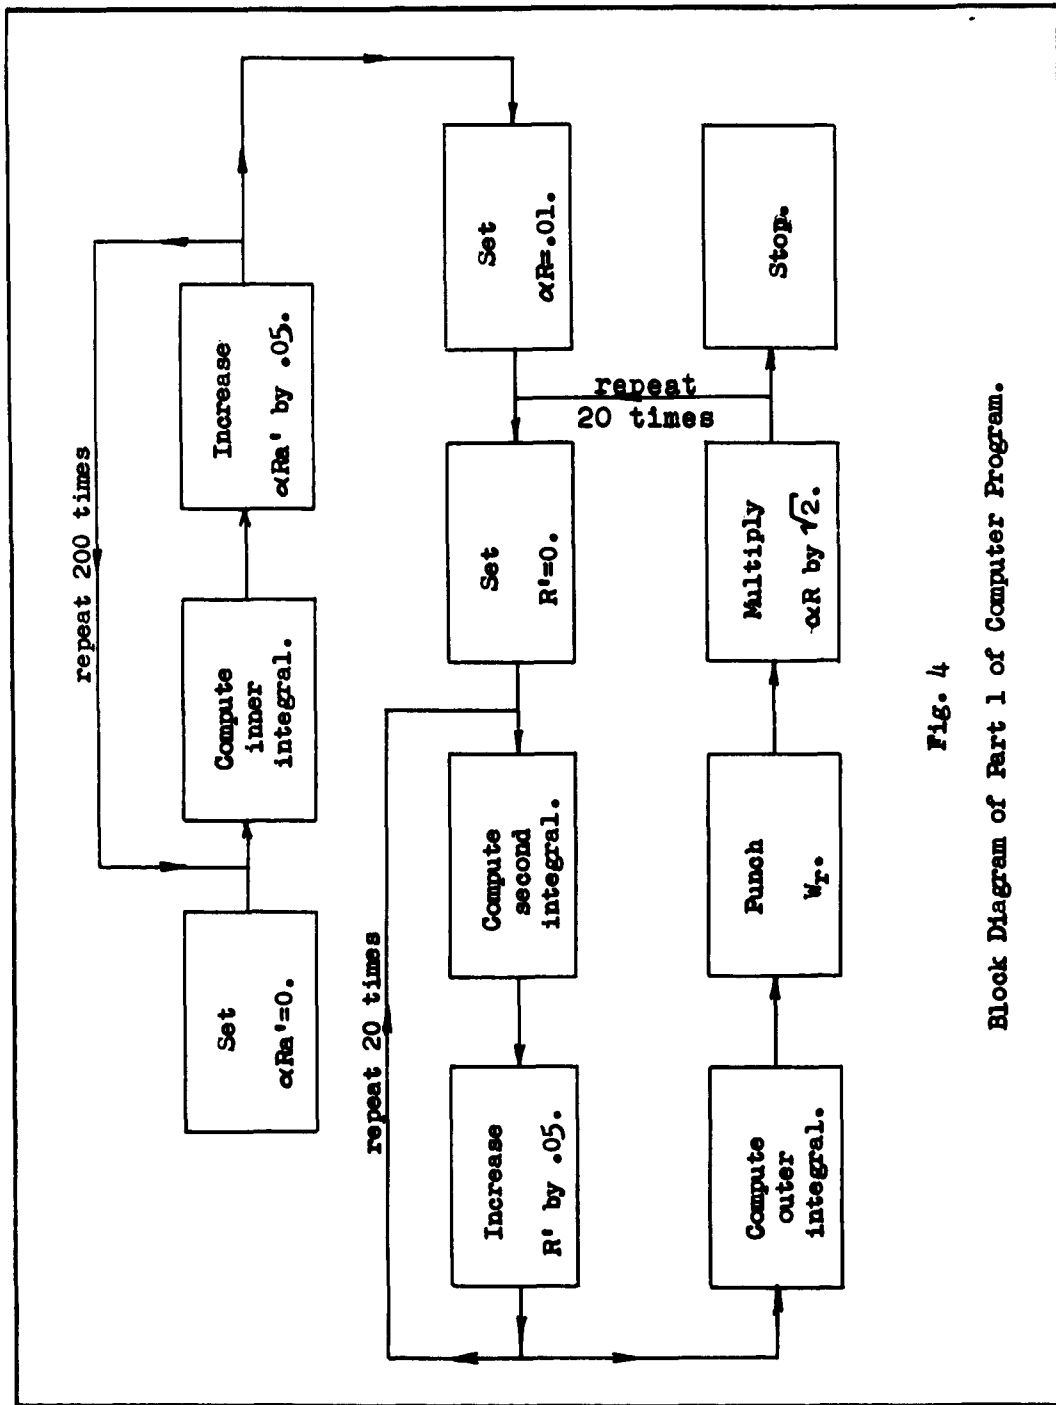 repeat 200 times
Set
αRa'=0.
Compute
inner
integral.
Increase
αRa' by .05.
repeat 20 times
Increase
R' by .05.
Compute
second
integral.
Set
R'=0.
Set
αR=.01.
repeat
20 times
Compute
outer
integral.
Punch
Wr.
Multiply
αR by √2.
Stop.
Fig. 4
Block Diagram of Part 1 of Computer Program.